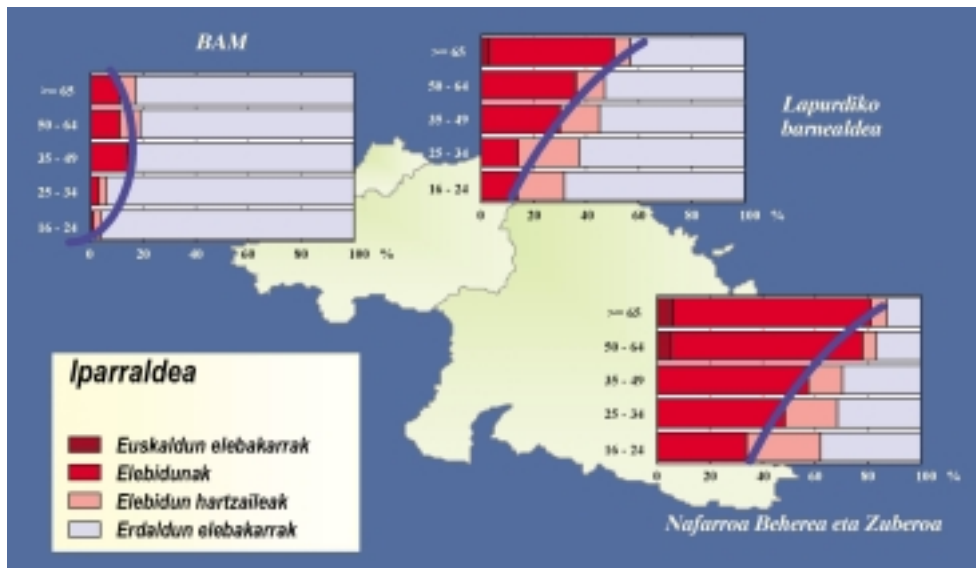 BAM
>= 65
50 - 64
35 - 49
25 - 34
16 - 24
0 20 40 60 80 100 %
Lapurdiko
barnealdea
>= 65
50 - 64
35 - 49
25 - 34
16 - 24
0 20 40 60 80 100 %
>= 65
50 - 64
35 - 49
25 - 34
16 - 24
0 20 40 60 80 100 %
Nafarroa Beherea eta Zuberoa
Iparraldea
Euskaldun elebakarrak
Elebidunak
Elebidun hartzaileak
Erdaldun elebakarrak